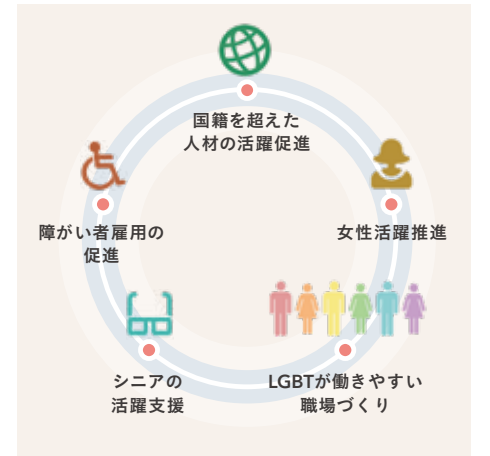 国籍を超えた
人材の活躍促進
女性活躍推進
LGBTが働きやすい
職場づくり
シニアの
活躍支援
障がい者雇用の
促進